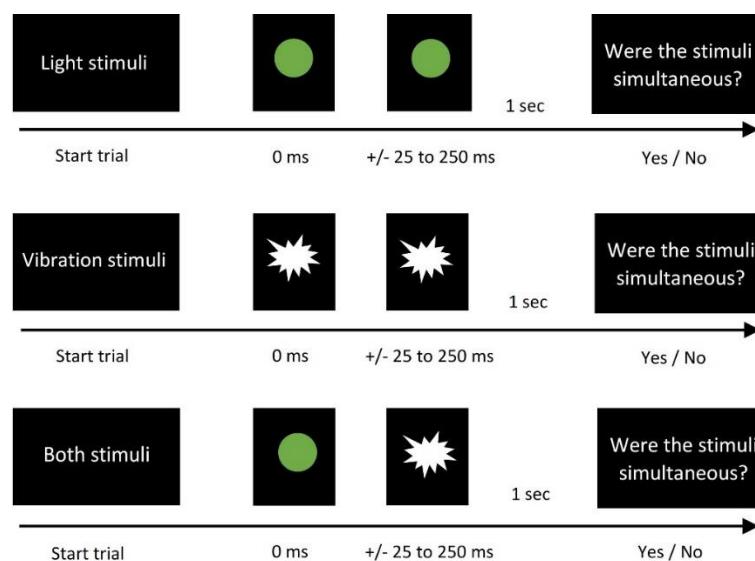 Light stimuli
Were the stimuli
simultaneous?
1 sec
Start trial
0 ms
+/- 25 to 250 ms
Yes / No
Vibration stimuli
Were the stimuli
simultaneous?
1 sec
Start trial
0 ms
+/- 25 to 250 ms
Yes / No
Both stimuli
Were the stimuli
simultaneous?
1 sec
Start trial
0 ms
+/- 25 to 250 ms
Yes / No